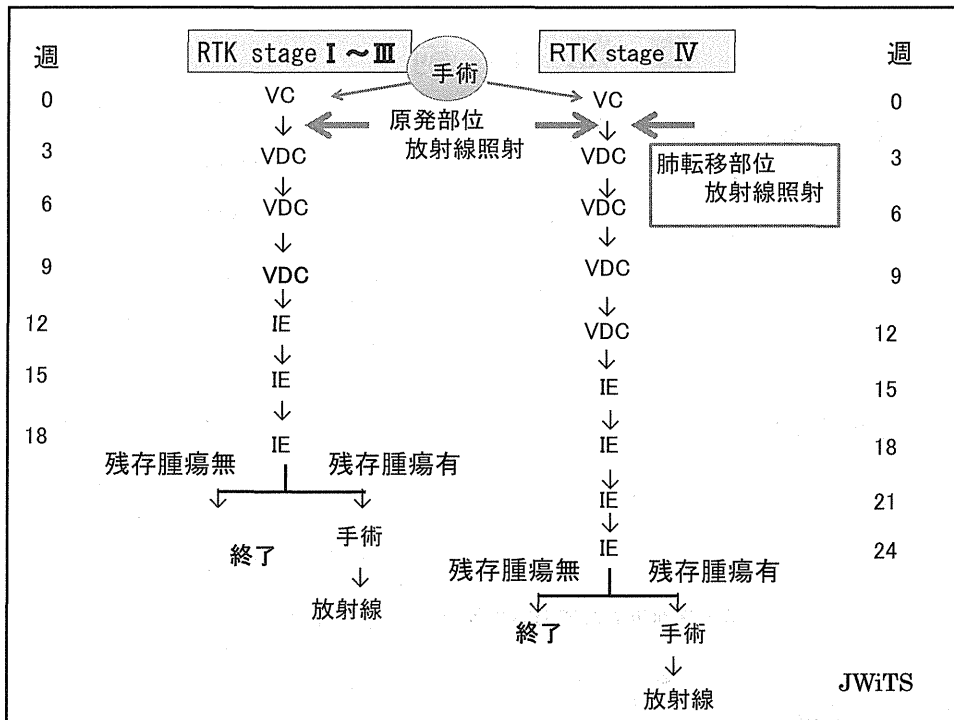 週
RTK stage Ⅰ～Ⅲ
手術
RTK stage Ⅳ
週
0
VC
VC
0
原発部位
放射線照射
3
VDC
VDC
3
肺転移部位
放射線照射
6
VDC
VDC
6
9
VDC
VDC
9
12
IE
VDC
12
15
IE
IE
15
18
IE
IE
18
残存腫瘍無
残存腫瘍有
IE
21
終了
手術
IE
24
放射線
残存腫瘍無
残存腫瘍有
終了
手術
放射線
JWiTS